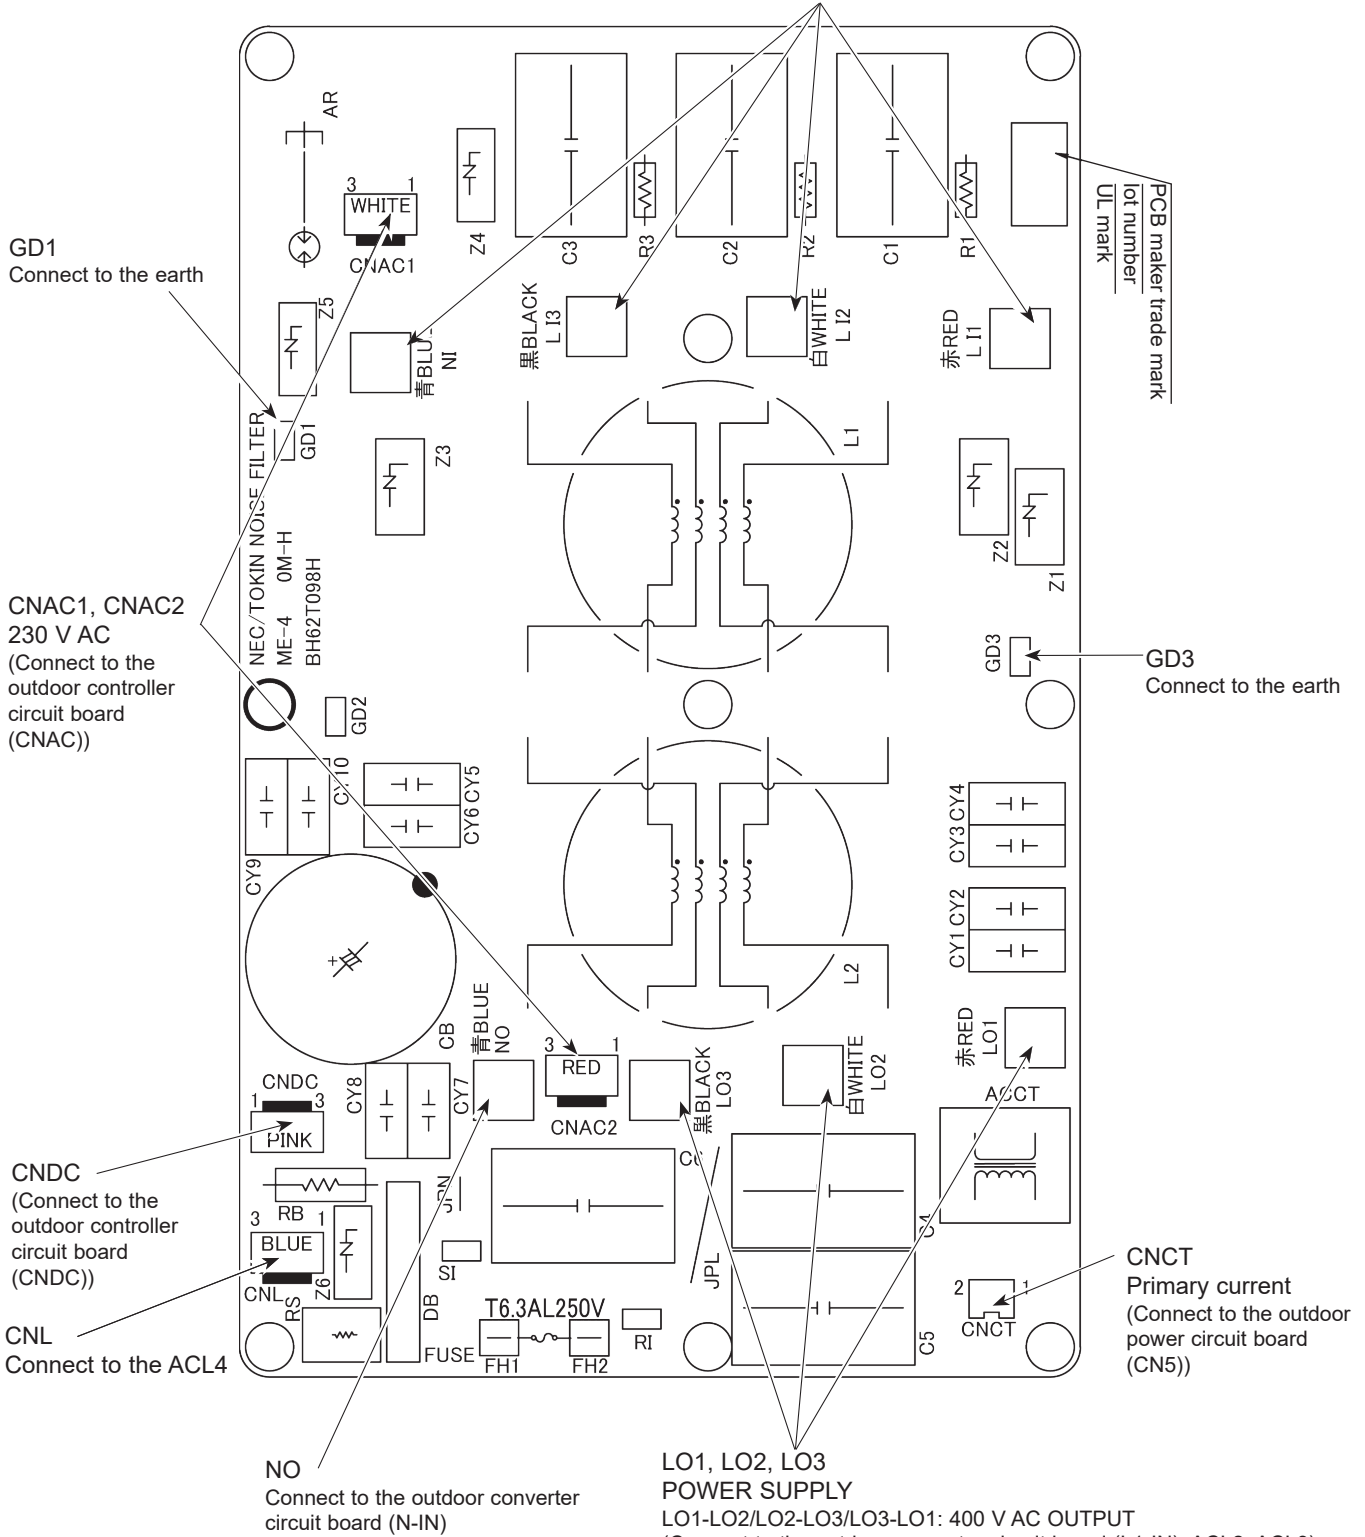 AR
3 1
WHITE
CNAC1
Z4
C3
R3
C2
R2
C1
R1
PCB maker trade mark
lot number
UL mark
GD1
Connect to the earth
Z5
青BLU
NI
黒BLACK
L I3
白WHITE
L I2
赤RED
L I1
GD1
Z3
L1
Z2
Z1
NEC/TOKIN NOISE FILTER
ME-4 0M-H
BH62T098H
CNAC1, CNAC2
230 V AC
(Connect to the
outdoor controller
circuit board
(CNAC))
GD3
GD3
Connect to the earth
GD2
CY10
CY5
CY6
CY9
CY4
CY3
CY2
CY1
L2
CB
青BLUE
NO
3 1
RED
CNAC2
黒BLACK
LO3
白WHITE
LO2
赤RED
LO1
ACCT
CNDC
1 3
PINK
CY8
CY7
CNDC
(Connect to the
outdoor controller
circuit board
(CNDC))
RB
3 1
BLUE
CNL
Z6
RS
SI
JPL
C4
C5
DB
T6.3AL250V
FUSE
FH1
FH2
RI
2 1
CNCT
CNCT
Primary current
(Connect to the outdoor
power circuit board
(CN5))
CNL
Connect to the ACL4
NO
Connect to the outdoor converter
circuit board (N-IN)
LO1, LO2, LO3
POWER SUPPLY
LO1-LO2/LO2-LO3/LO3-LO1: 400 V AC OUTPUT